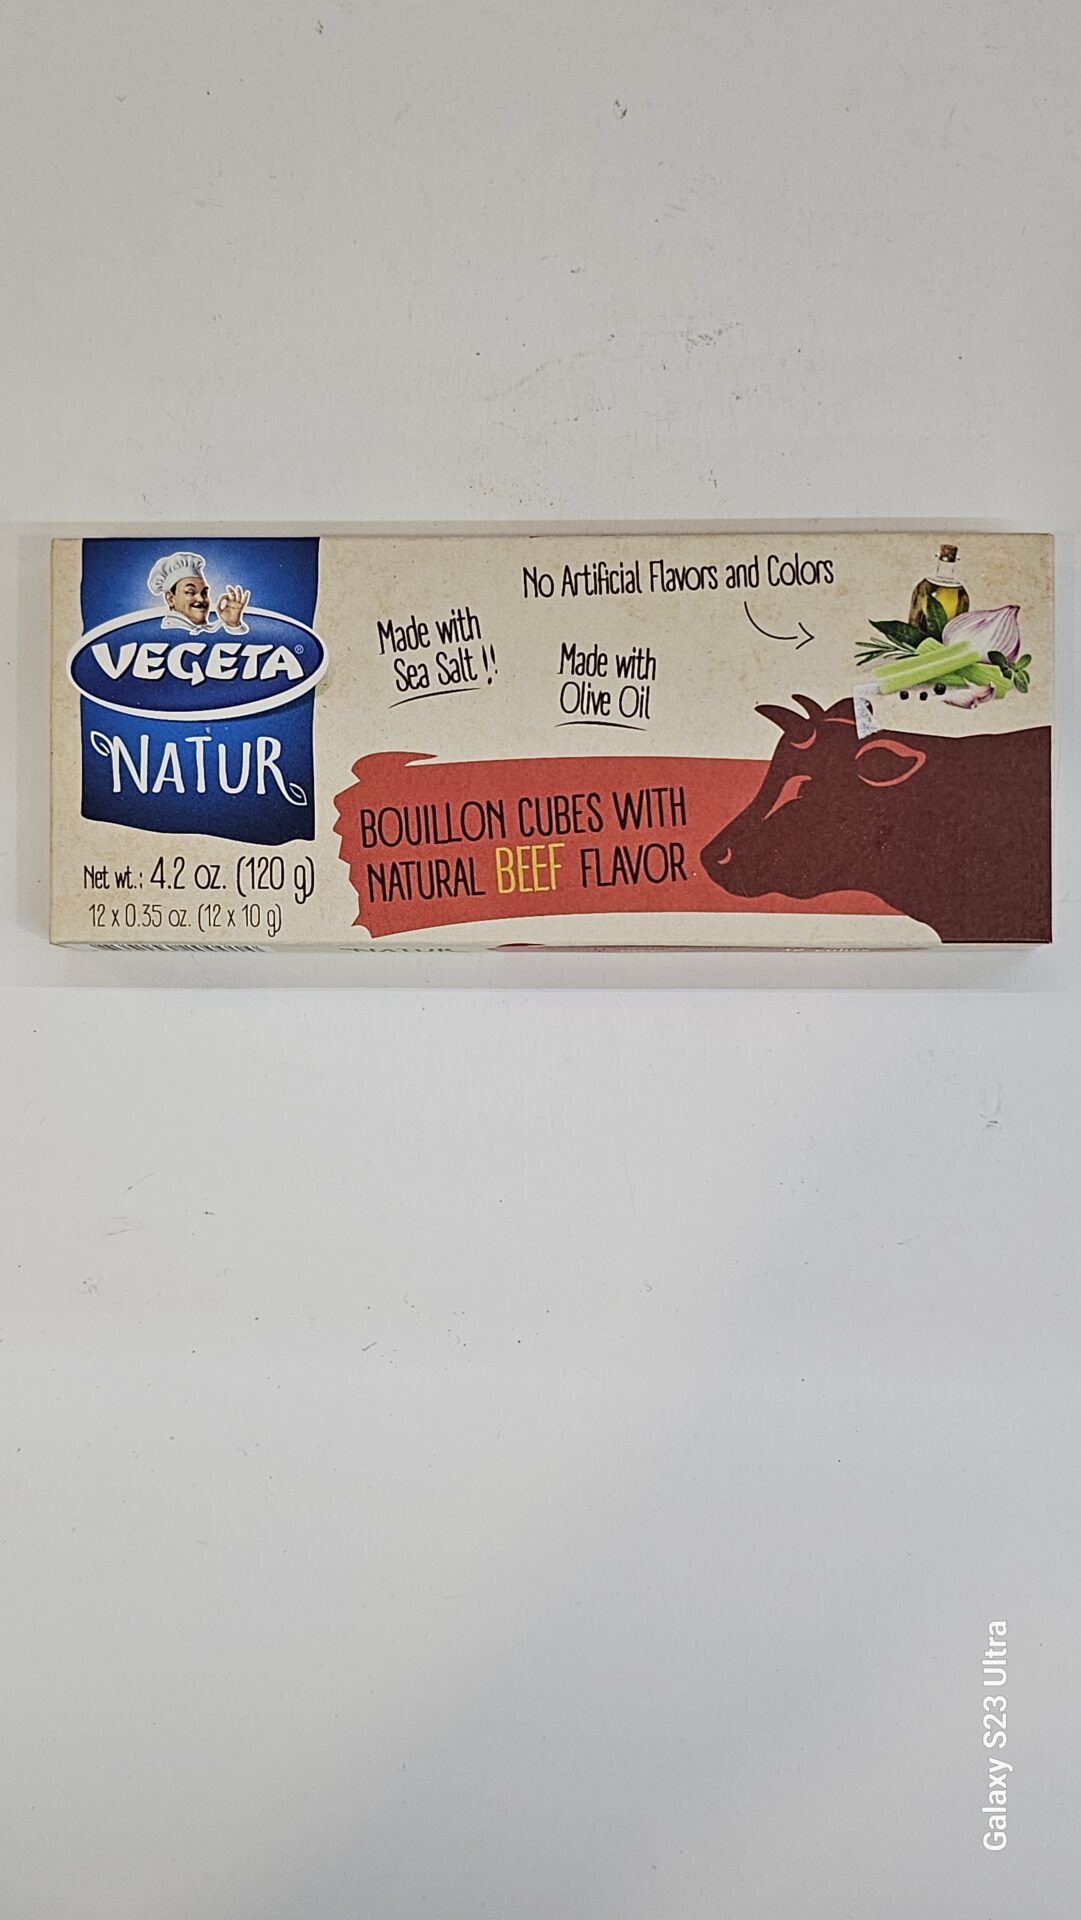 VEGETA®
NATUR
Net wt.: 4.2 oz. (120 g)
12 x 0.35 oz. (12 x 10 g)
Made with
Sea Salt !!
No Artificial Flavors and Colors
Made with
Olive Oil
BOUILLON CUBES WITH
NATURAL BEEF FLAVOR
NATUR
Galaxy S23 Ultra